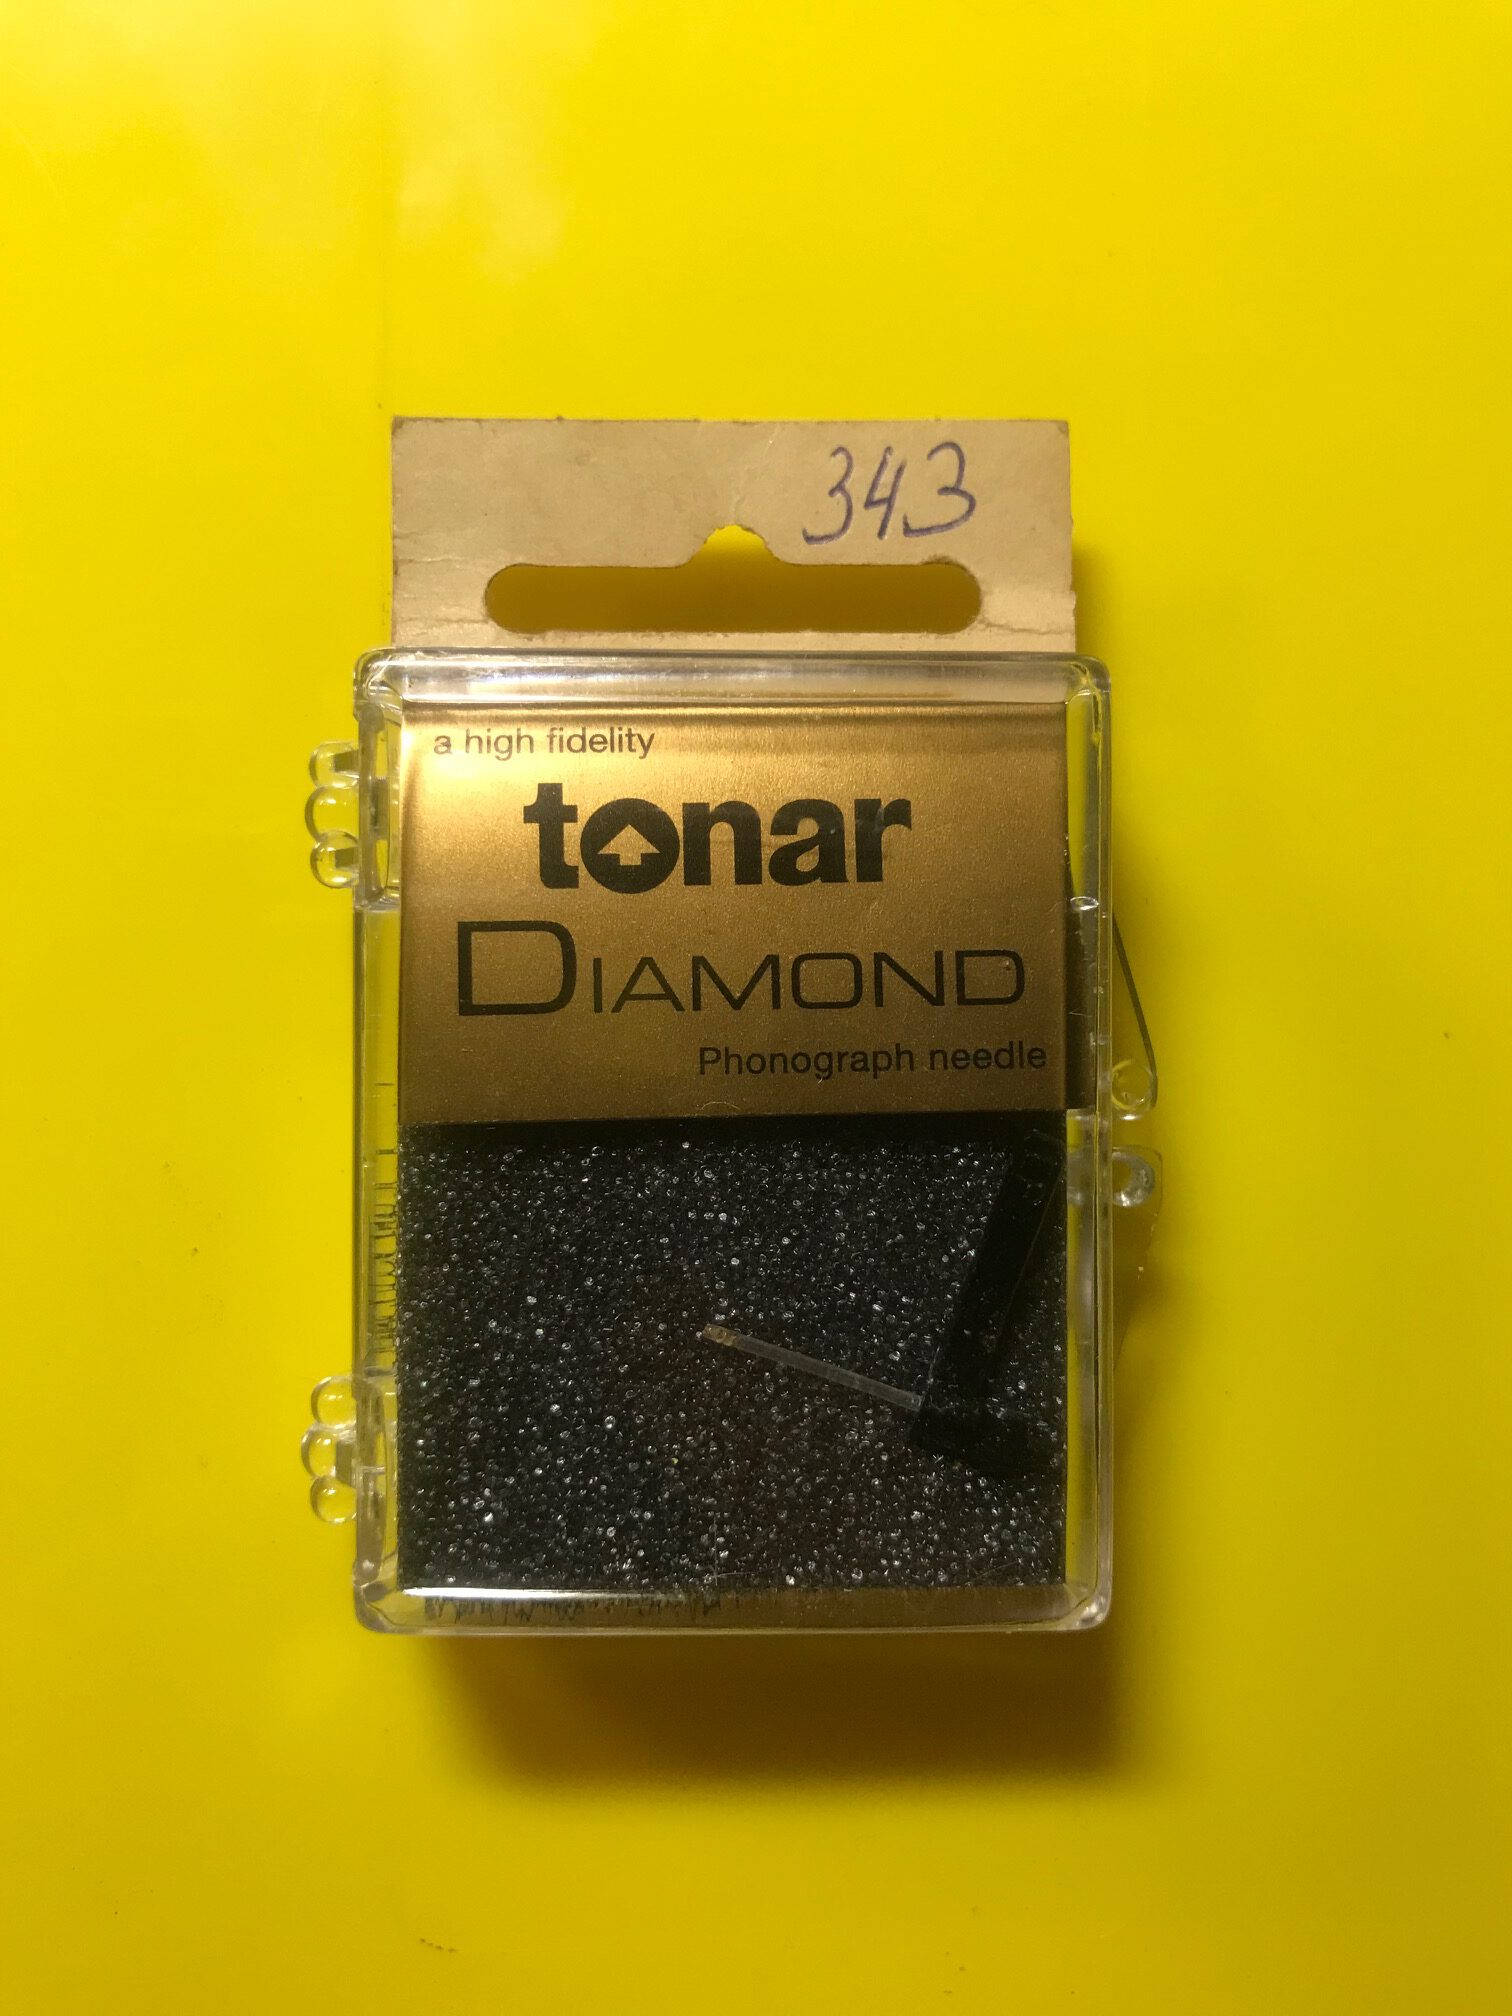 343
a high fidelity
tonar
DIAMOND
Phonograph needle